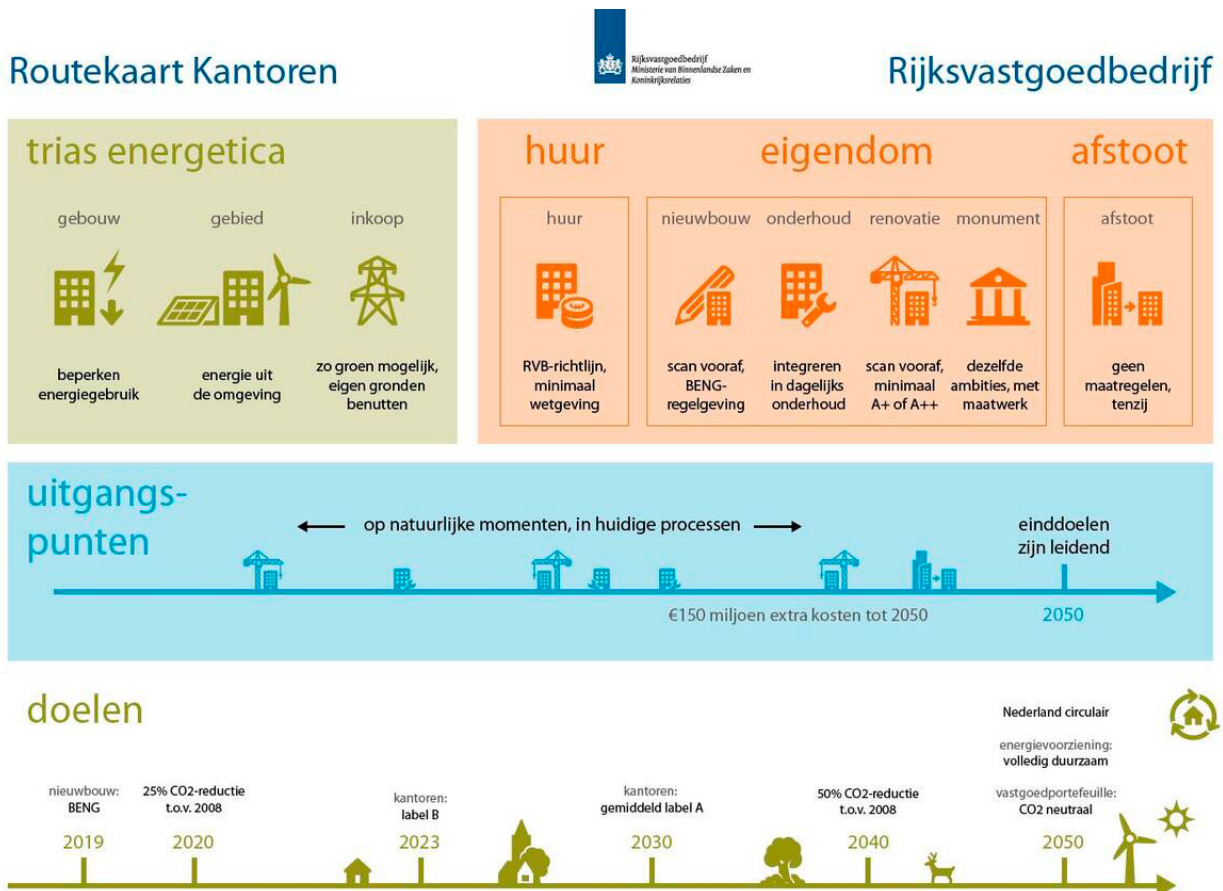 Routekaart Kantoren
Rijksvastgoedbedrijf
Ministerie van Binnenlandse Zaken en
Koninkrijksrelaties
Rijksvastgoedbedrijf
trias energetica
gebouw
beperken
energiegebruik
gebied
energie uit
de omgeving
inkoop
zo groen mogelijk,
eigen gronden
benutten
huur
huur
RVB-richtlijn,
minimaal
wetgeving
eigendom
nieuwbouw
scan vooraf,
BENG-
regelgeving
onderhoud
integreren
in dagelijks
onderhoud
renovatie
scan vooraf,
minimaal
A+ of A++
monument
dezelfde
ambities, met
maatwerk
afstoot
afstoot
geen
maatregelen,
tenzij
uitgangs-
punten
op natuurlijke momenten, in huidige processen
einddoelen
zijn leidend
€150 miljoen extra kosten tot 2050
2050
doelen
nieuwbouw:
BENG
2019
25% CO2-reductie
t.o.v. 2008
2020
kantoren:
label B
2023
kantoren:
gemiddeld label A
2030
50% CO2-reductie
t.o.v. 2008
2040
Nederland circulair
energievoorziening:
volledig duurzaam
vastgoedportefeuille:
CO2 neutraal
2050